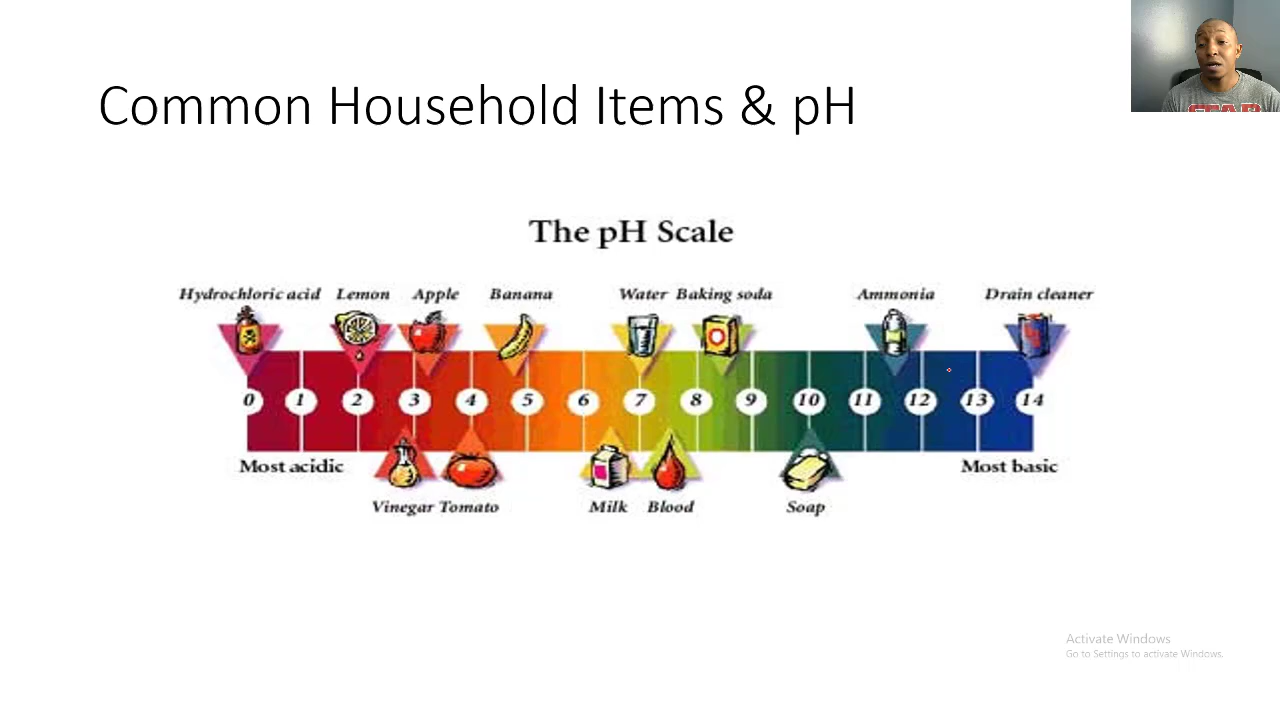 Common Household Items & pH
The pH Scale
Hydrochloric acid Lemon Apple Banana Water Baking soda Ammonia Drain cleaner
0 1 2 3 4 5 6 7 8 9 10 11 12 13 14
Most acidic Most basic
Vinegar Tomato Milk Blood Soap
Activate Windows
Go to Settings to activate Windows.